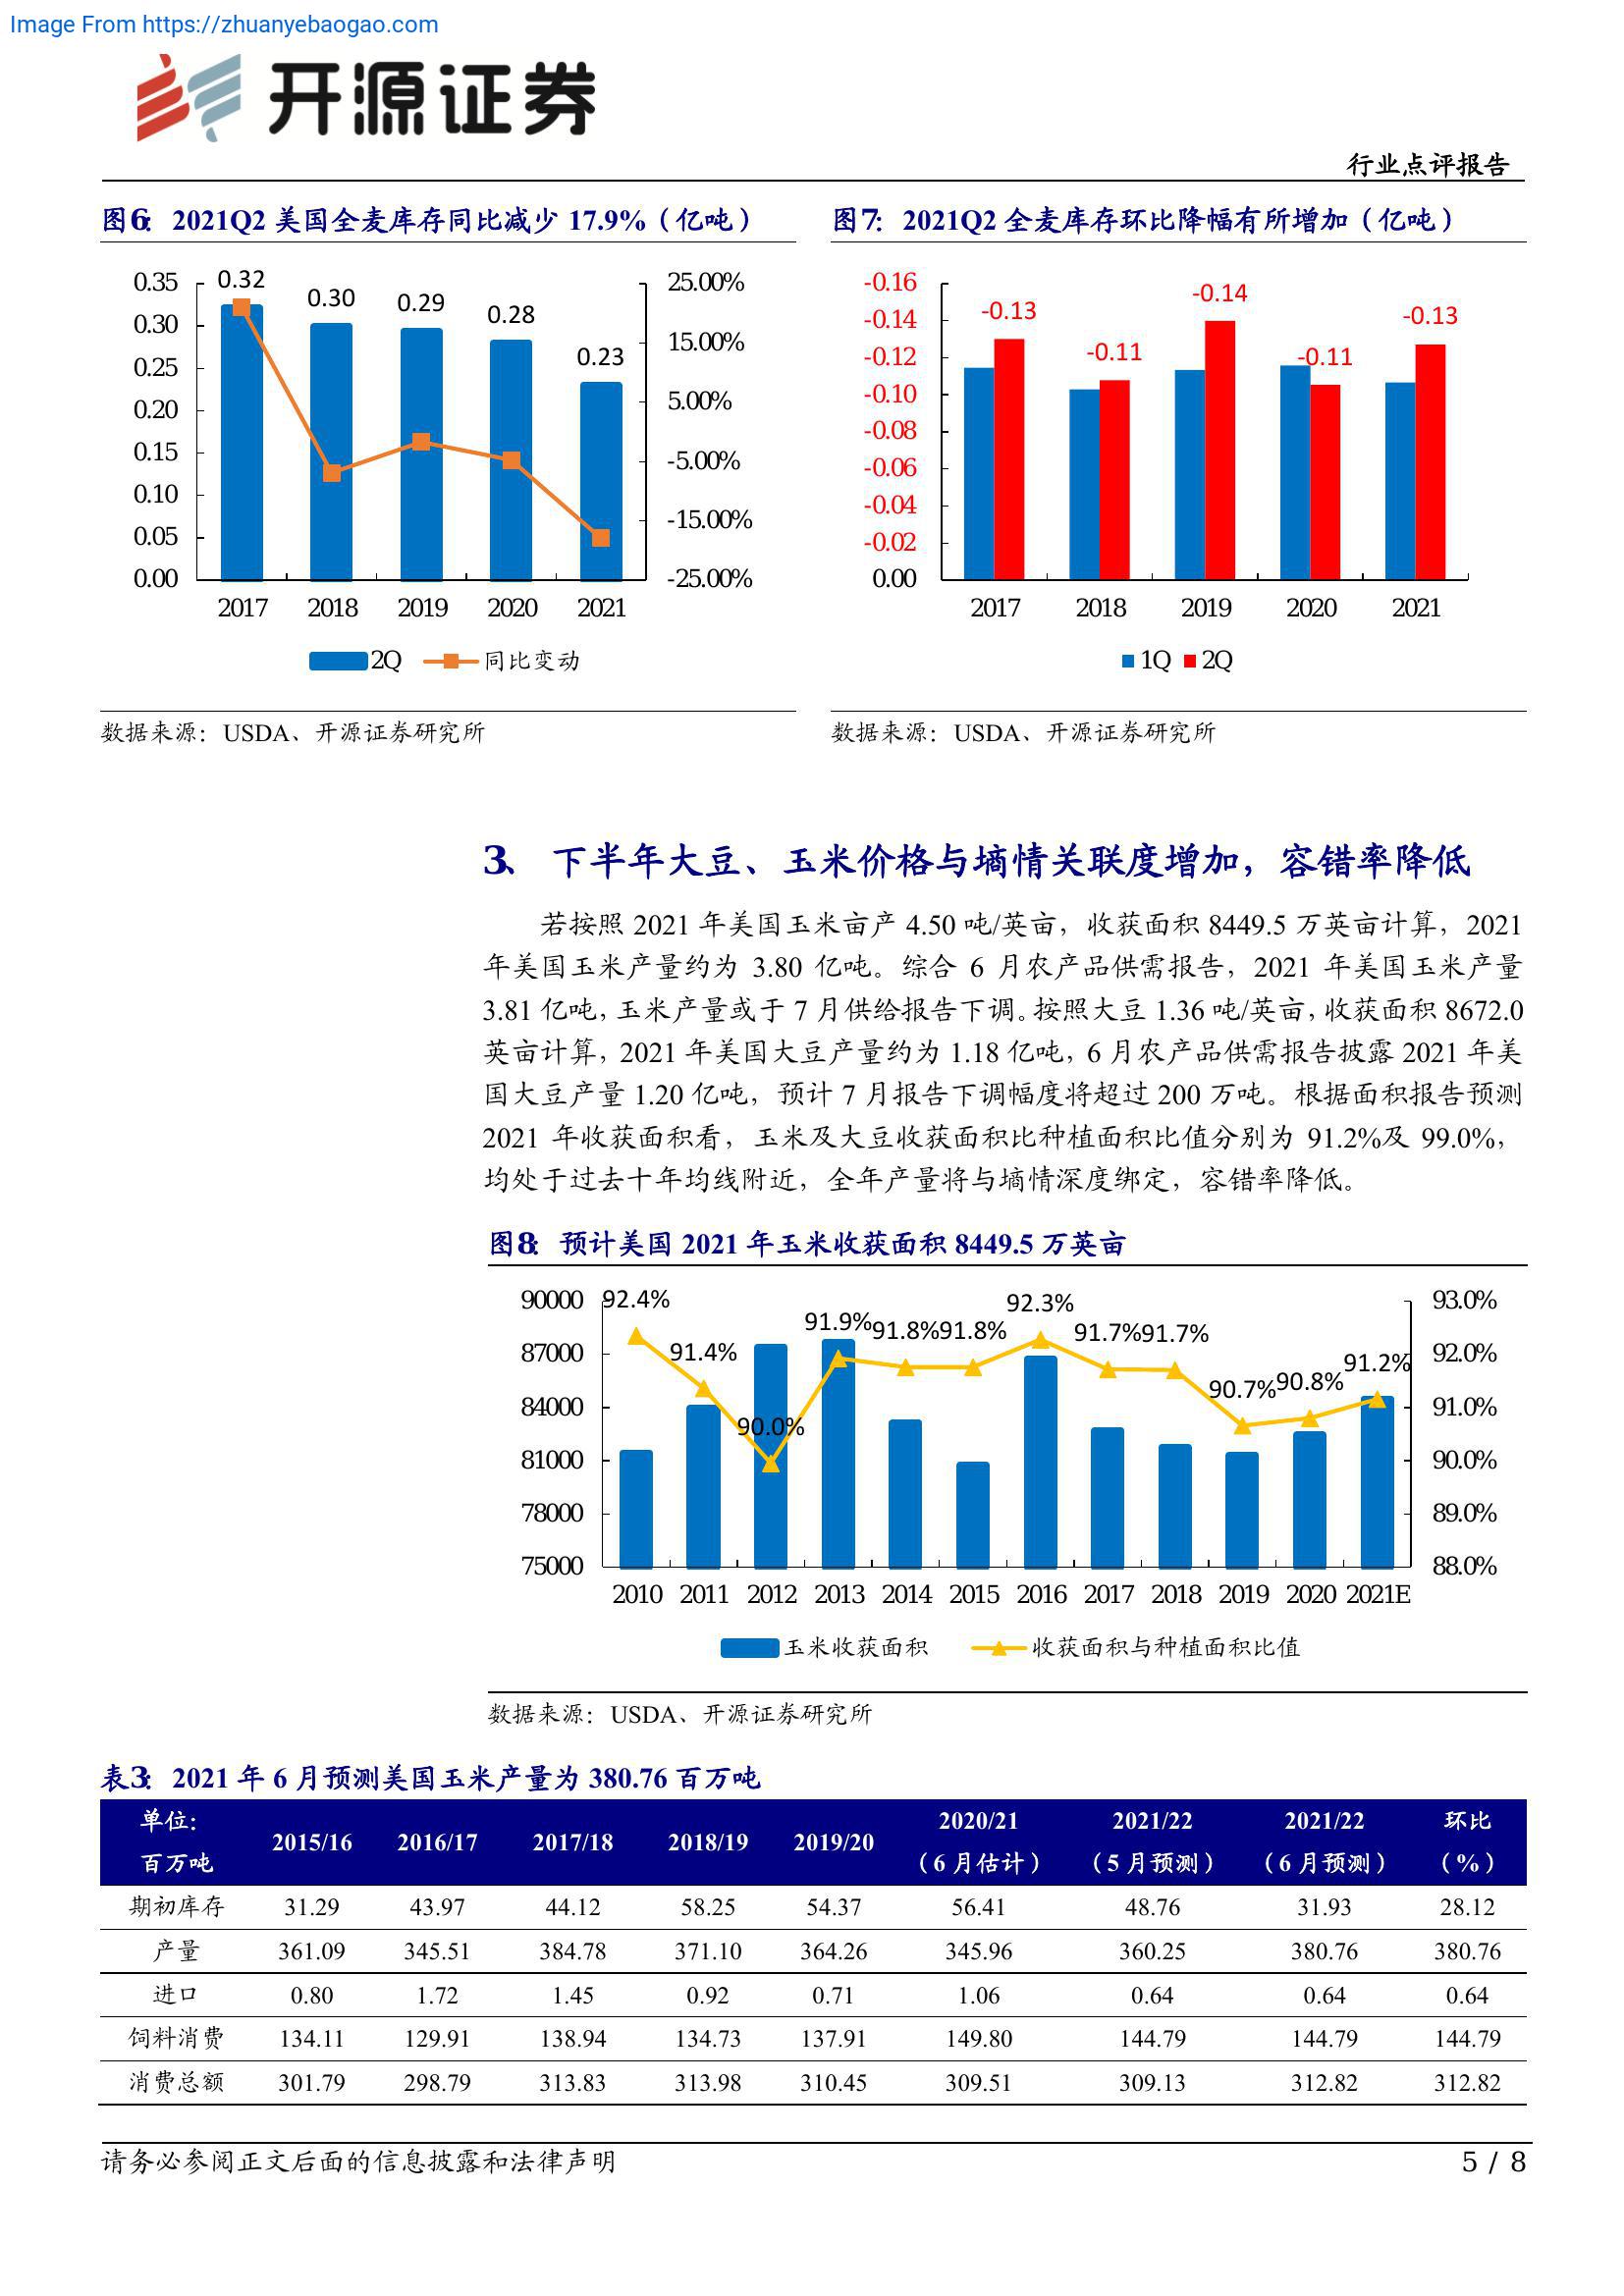 Image From https://zhuanyebaogao.com
开源证券
行业点评报告
图6： 2021Q2 美国全麦库存同比减少 17.9%（亿吨）
0.35
0.30
0.25
0.20
0.15
0.10
0.05
0.00
0.32
0.30
0.29
0.28
0.23
25.00%
15.00%
5.00%
-5.00%
-15.00%
-25.00%
2017 2018 2019 2020 2021
2Q 同比变动
数据来源：USDA、开源证券研究所
图7： 2021Q2 全麦库存环比降幅有所增加（亿吨）
-0.16
-0.14
-0.12
-0.10
-0.08
-0.06
-0.04
-0.02
0.00
-0.13
-0.11
-0.14
-0.11
-0.13
2017 2018 2019 2020 2021
1Q 2Q
数据来源：USDA、开源证券研究所
3、 下半年大豆、玉米价格与墒情关联度增加，容错率降低
若按照 2021 年美国玉米亩产 4.50 吨/英亩，收获面积 8449.5 万英亩计算，2021
年美国玉米产量约为 3.80 亿吨。综合 6 月农产品供需报告，2021 年美国玉米产量
3.81 亿吨，玉米产量或于 7 月供给报告下调。按照大豆 1.36 吨/英亩，收获面积 8672.0
英亩计算，2021 年美国大豆产量约为 1.18 亿吨，6 月农产品供需报告披露 2021 年美
国大豆产量 1.20 亿吨，预计 7 月报告下调幅度将超过 200 万吨。根据面积报告预测
2021 年收获面积看，玉米及大豆收获面积比种植面积比值分别为 91.2%及 99.0%，
均处于过去十年均线附近，全年产量将与墒情深度绑定，容错率降低。
图8： 预计美国 2021 年玉米收获面积 8449.5 万英亩
90000
87000
84000
81000
78000
75000
92.4%
91.4%
90.0%
91.9%
91.8%
91.8%
92.3%
91.7%
91.7%
90.7%
90.8%
91.2%
93.0%
92.0%
91.0%
90.0%
89.0%
88.0%
2010 2011 2012 2013 2014 2015 2016 2017 2018 2019 2020 2021E
玉米收获面积 收获面积与种植面积比值
数据来源：USDA、开源证券研究所
表3： 2021 年 6 月预测美国玉米产量为 380.76 百万吨
单位：百万吨 2015/16 2016/17 2017/18 2018/19 2019/20 2020/21（6 月估计） 2021/22（5 月预测） 2021/22（6 月预测） 环比（%）
期初库存 31.29 43.97 44.12 58.25 54.37 56.41 48.76 31.93 28.12
产量 361.09 345.51 384.78 371.10 364.26 345.96 360.25 380.76 380.76
进口 0.80 1.72 1.45 0.92 0.71 1.06 0.64 0.64 0.64
饲料消费 134.11 129.91 138.94 134.73 137.91 149.80 144.79 144.79 144.79
消费总额 301.79 298.79 313.83 313.98 310.45 309.51 309.13 312.82 312.82
请务必参阅正文后面的信息披露和法律声明
5 / 8